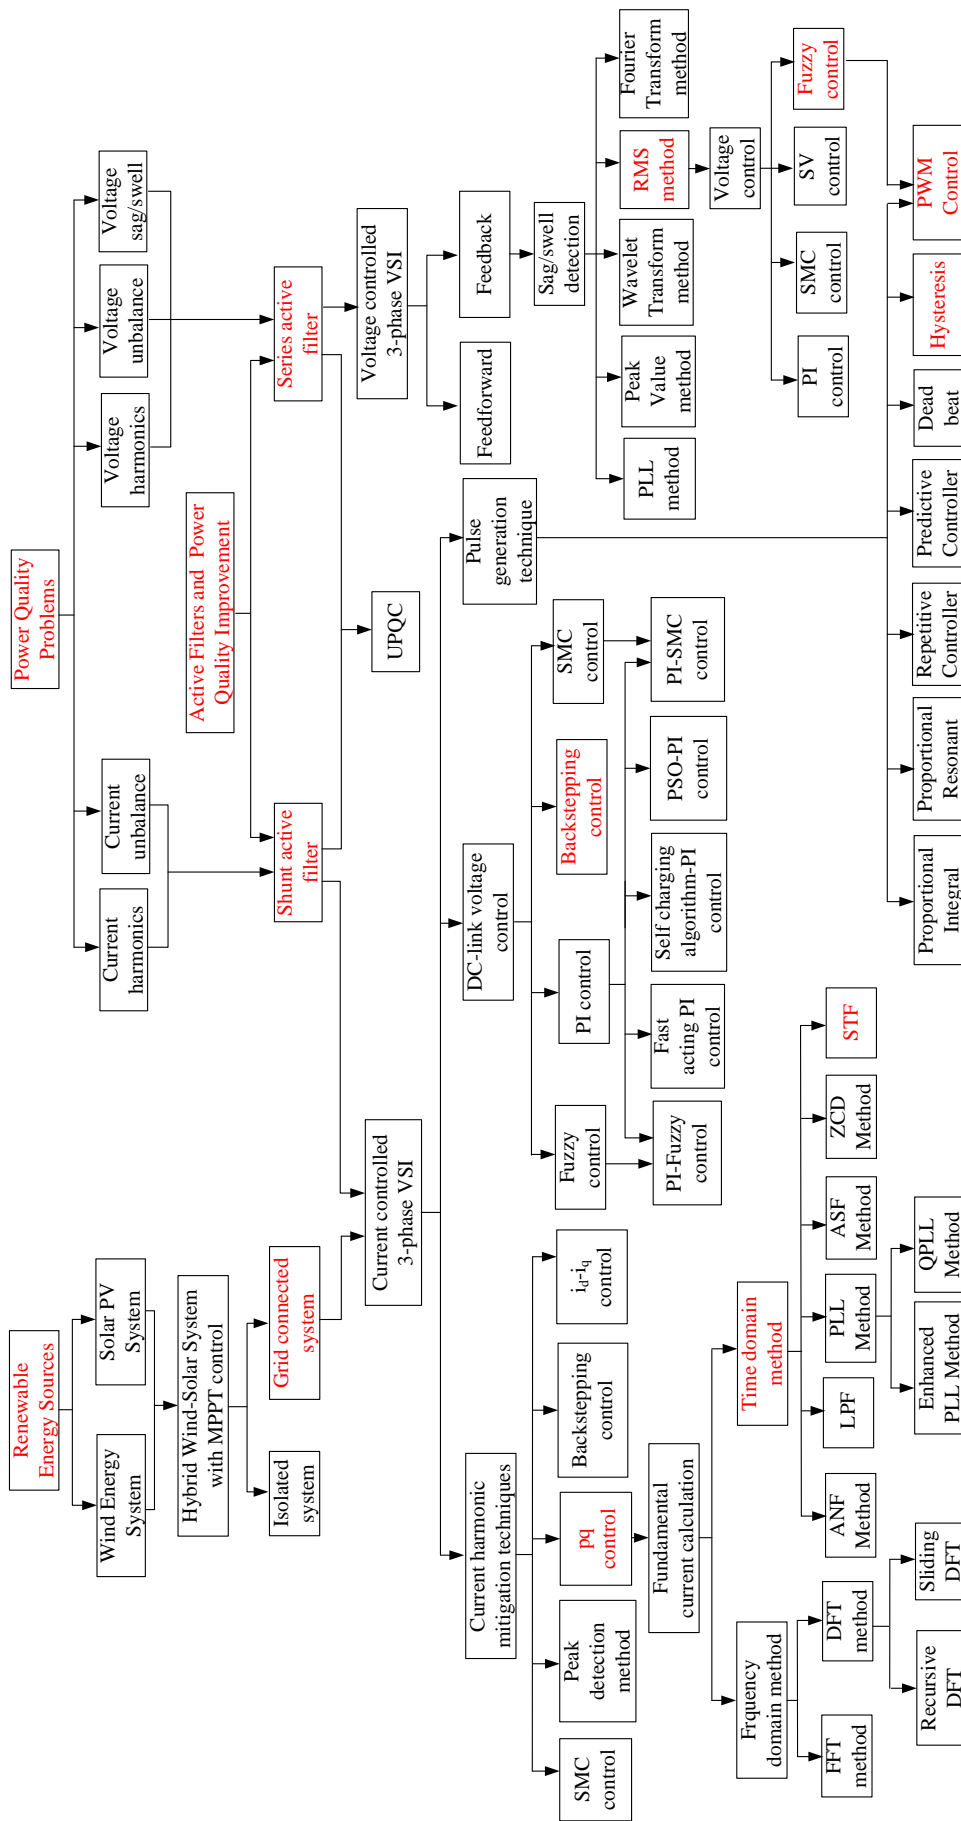 Renewable
Energy Sources
Wind Energy
System
Solar PV
System
Hybrid Wind-Solar System
with MPPT control
Isolated
system
Grid connected
system
Power Quality
Problems
Current
harmonics
Current
unbalance
Voltage
harmonics
Voltage
unbalance
Voltage
sag/swell
Active Filters and Power
Quality Improvement
Shunt active
filter
Series active
filter
UPQC
Current controlled
3-phase VSI
Voltage controlled
3-phase VSI
Current harmonic
mitigation techniques
DC-link voltage
control
Pulse
generation
technique
Feedforward
Feedback
Sag/swell
detection
SMC
control
Peak
detection
method
pq
control
Backstepping
control
id-iq
control
Fuzzy
control
PI control
Backstepping
control
SMC
control
PI-Fuzzy
control
Fast
acting PI
control
Self charging
algorithm-PI
control
PSO-PI
control
PI-SMC
control
PLL
method
Peak
Value
method
Wavelet
Transform
method
RMS
method
Fourier
Transform
method
Fundamental
current calculation
Voltage
control
Frquency
domain method
Time domain
method
FFT
method
DFT
method
ANF
Method
LPF
PLL
Method
ASF
Method
ZCD
Method
STF
PI
control
SMC
control
SV
control
Fuzzy
control
Recursive
DFT
Sliding
DFT
Enhanced
PLL Method
QPLL
Method
Proportional
Integral
Proportional
Resonant
Repetitive
Controller
Predictive
Controller
Dead
beat
Hysteresis
PWM
Control